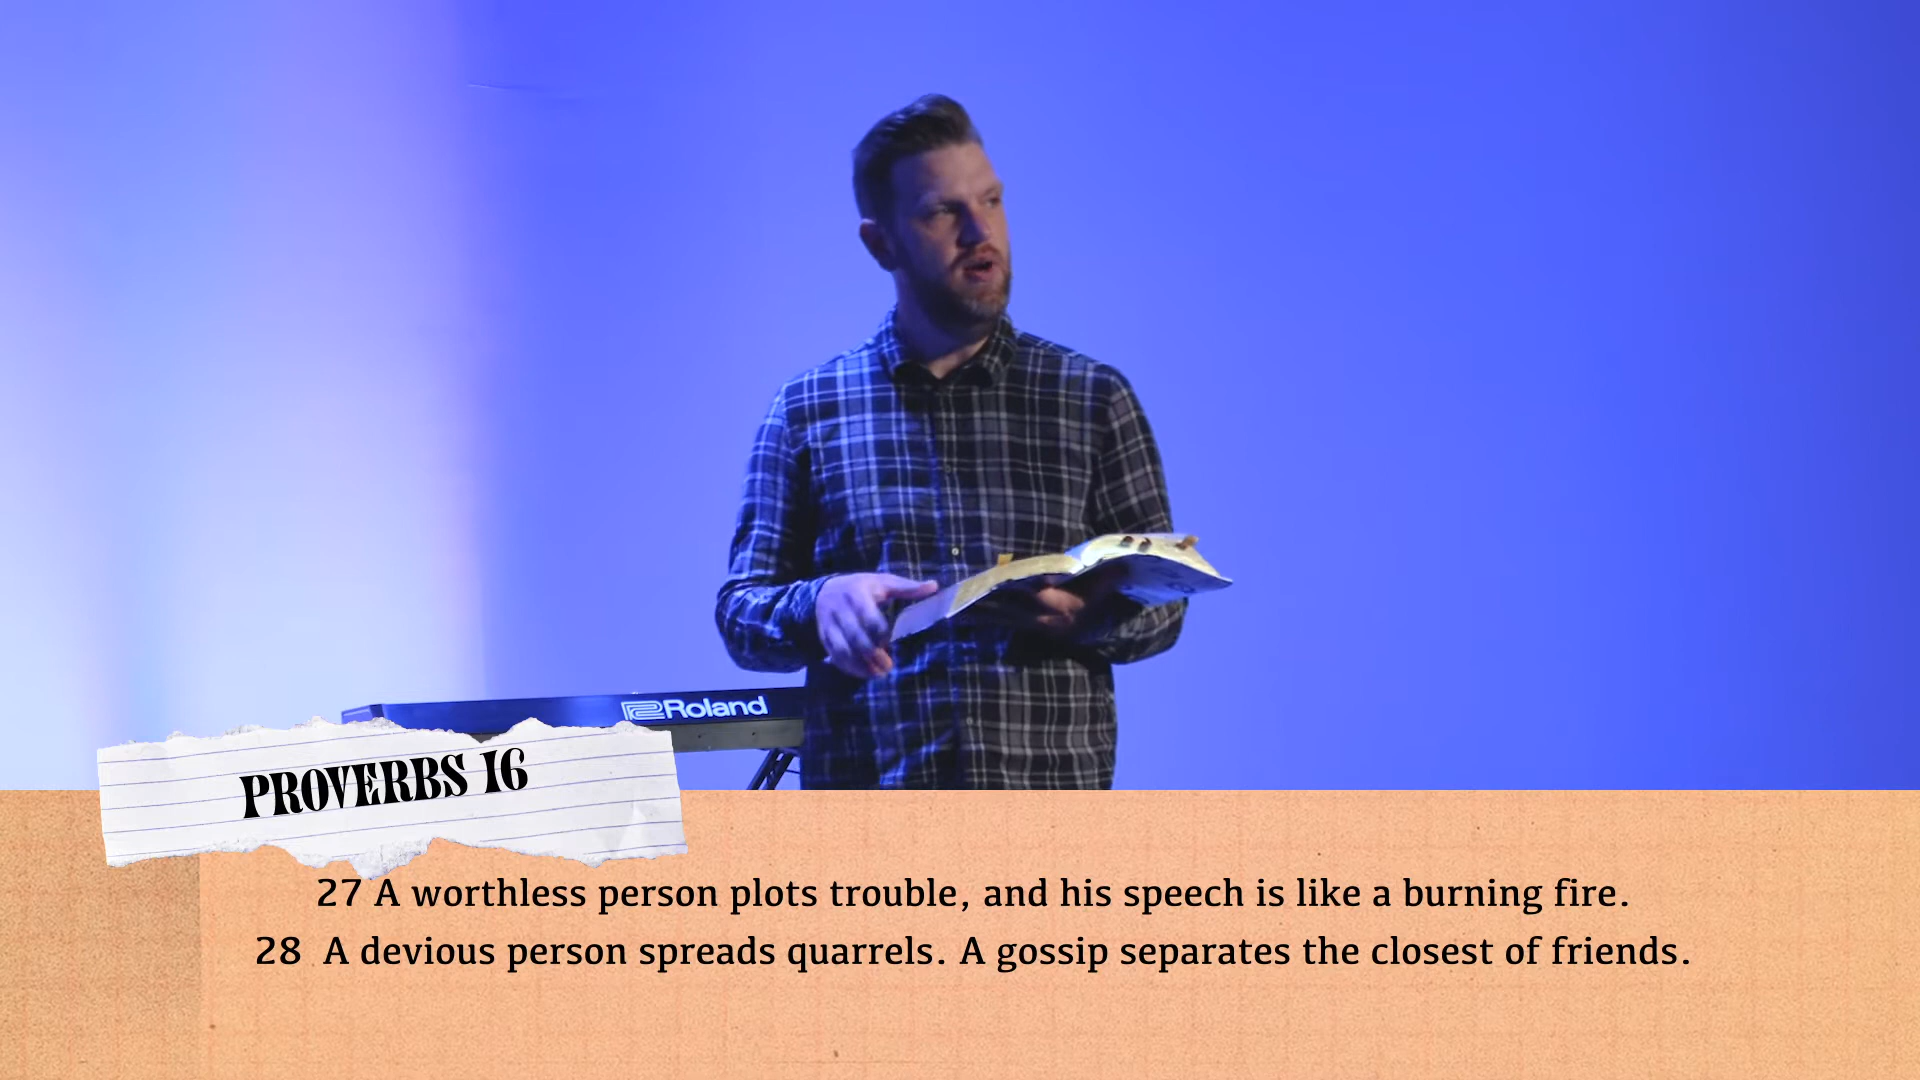 Roland
PROVERBS 16
27 A worthless person plots trouble, and his speech is like a burning fire.
28 A devious person spreads quarrels. A gossip separates the closest of friends.